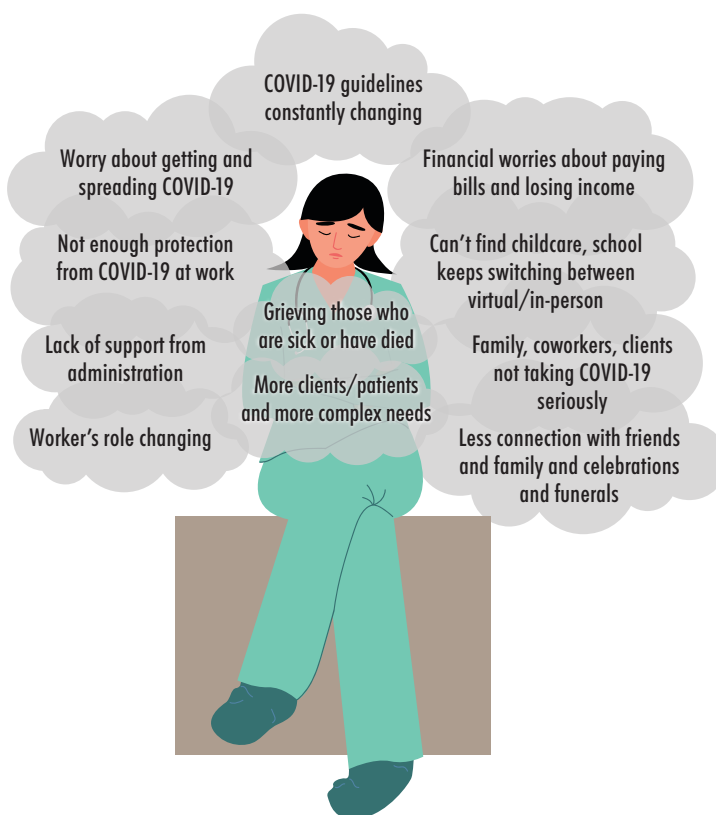 COVID-19 guidelines
constantly changing
Worry about getting and
spreading COVID-19
Financial worries about paying
bills and losing income
Not enough protection
from COVID-19 at work
Can't find childcare, school
keeps switching between
virtual/in-person
Grieving those who
are sick or have died
Lack of support from
administration
Family, coworkers, clients
not taking COVID-19
seriously
More clients/patients
and more complex needs
Worker's role changing
Less connection with friends
and family and celebrations
and funerals